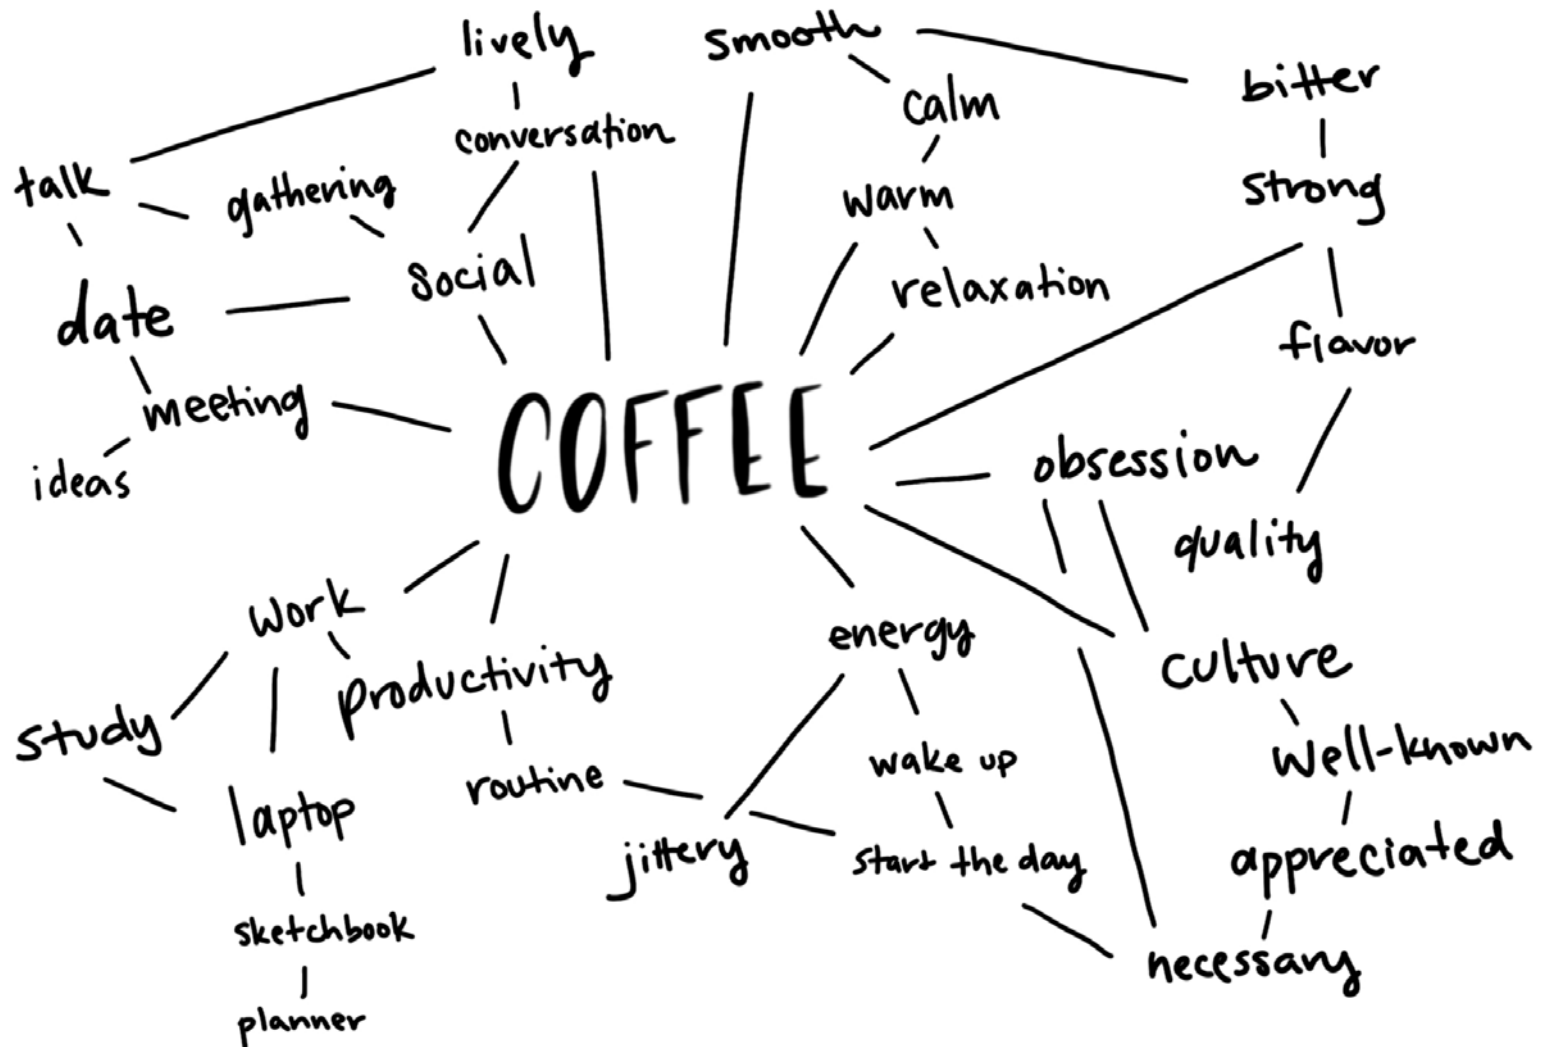 lively
smooth
bitter
calm
conversation
talk
gathering
warm
strong
social
relaxation
date
flavor
meeting
COFFEE
obsession
ideas
quality
work
energy
productivity
culture
study
wake up
well-known
routine
laptop
jittery
start the day
appreciated
sketchbook
necessary
planner